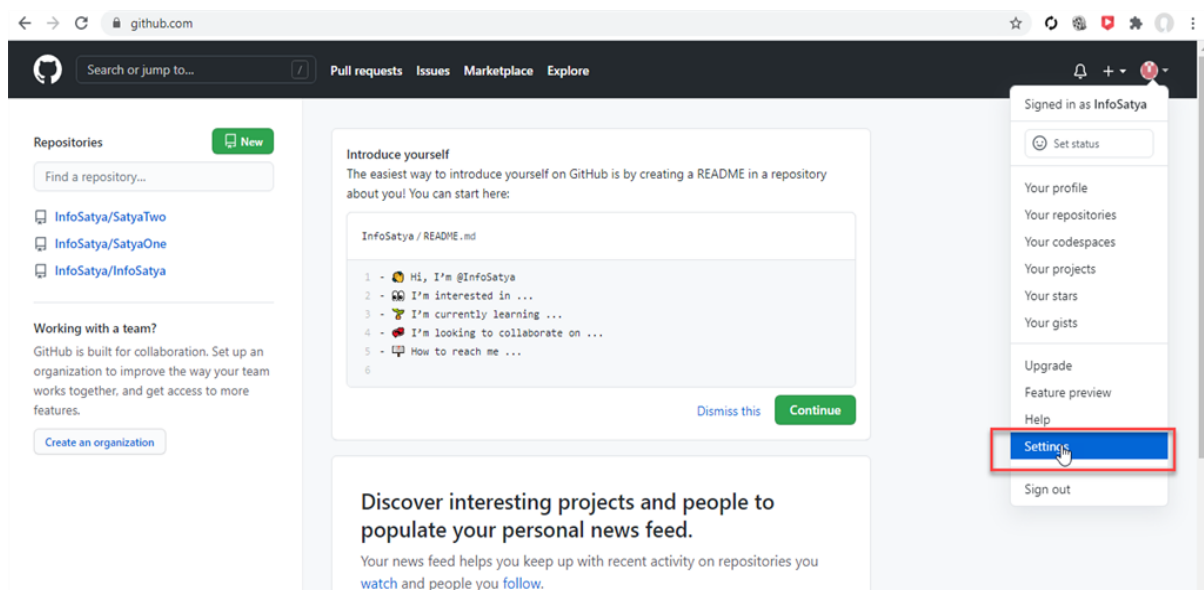 github.com
Search or jump to...
/
Pull requests Issues Marketplace Explore
Signed in as InfoSatya
Set status
Your profile
Your repositories
Your codespaces
Your projects
Your stars
Your gists
Upgrade
Feature preview
Help
Settings
Sign out
Repositories
New
Find a repository...
InfoSatya/SatyaTwo
InfoSatya/SatyaOne
InfoSatya/InfoSatya
Working with a team?
GitHub is built for collaboration. Set up an
organization to improve the way your team
works together, and get access to more
features.
Create an organization
Introduce yourself
The easiest way to introduce yourself on GitHub is by creating a README in a repository
about you! You can start here:
InfoSatya / README.md
1 - 👋 Hi, I'm @InfoSatya
2 - 👀 I'm interested in ...
3 - 🌱 I'm currently learning ...
4 - 💞️ I'm looking to collaborate on ...
5 - 📫 How to reach me ...
6
Dismiss this
Continue
Discover interesting projects and people to
populate your personal news feed.
Your news feed helps you keep up with recent activity on repositories you
watch and people you follow.